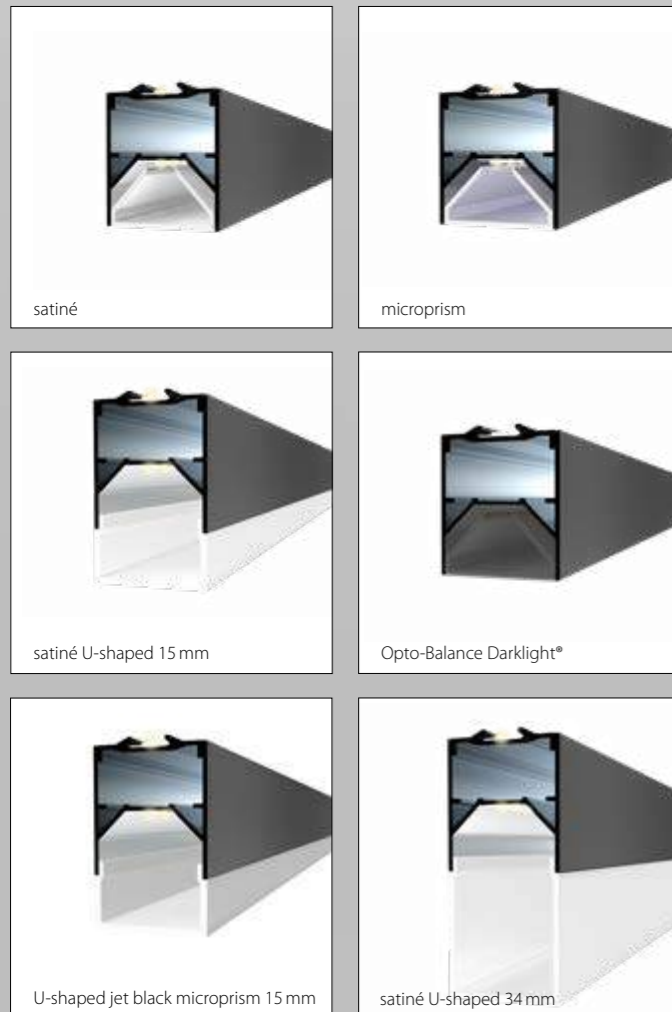 satiné
microprism
satiné U-shaped 15 mm
Opto-Balance Darklight®
U-shaped jet black microprism 15 mm
satiné U-shaped 34 mm